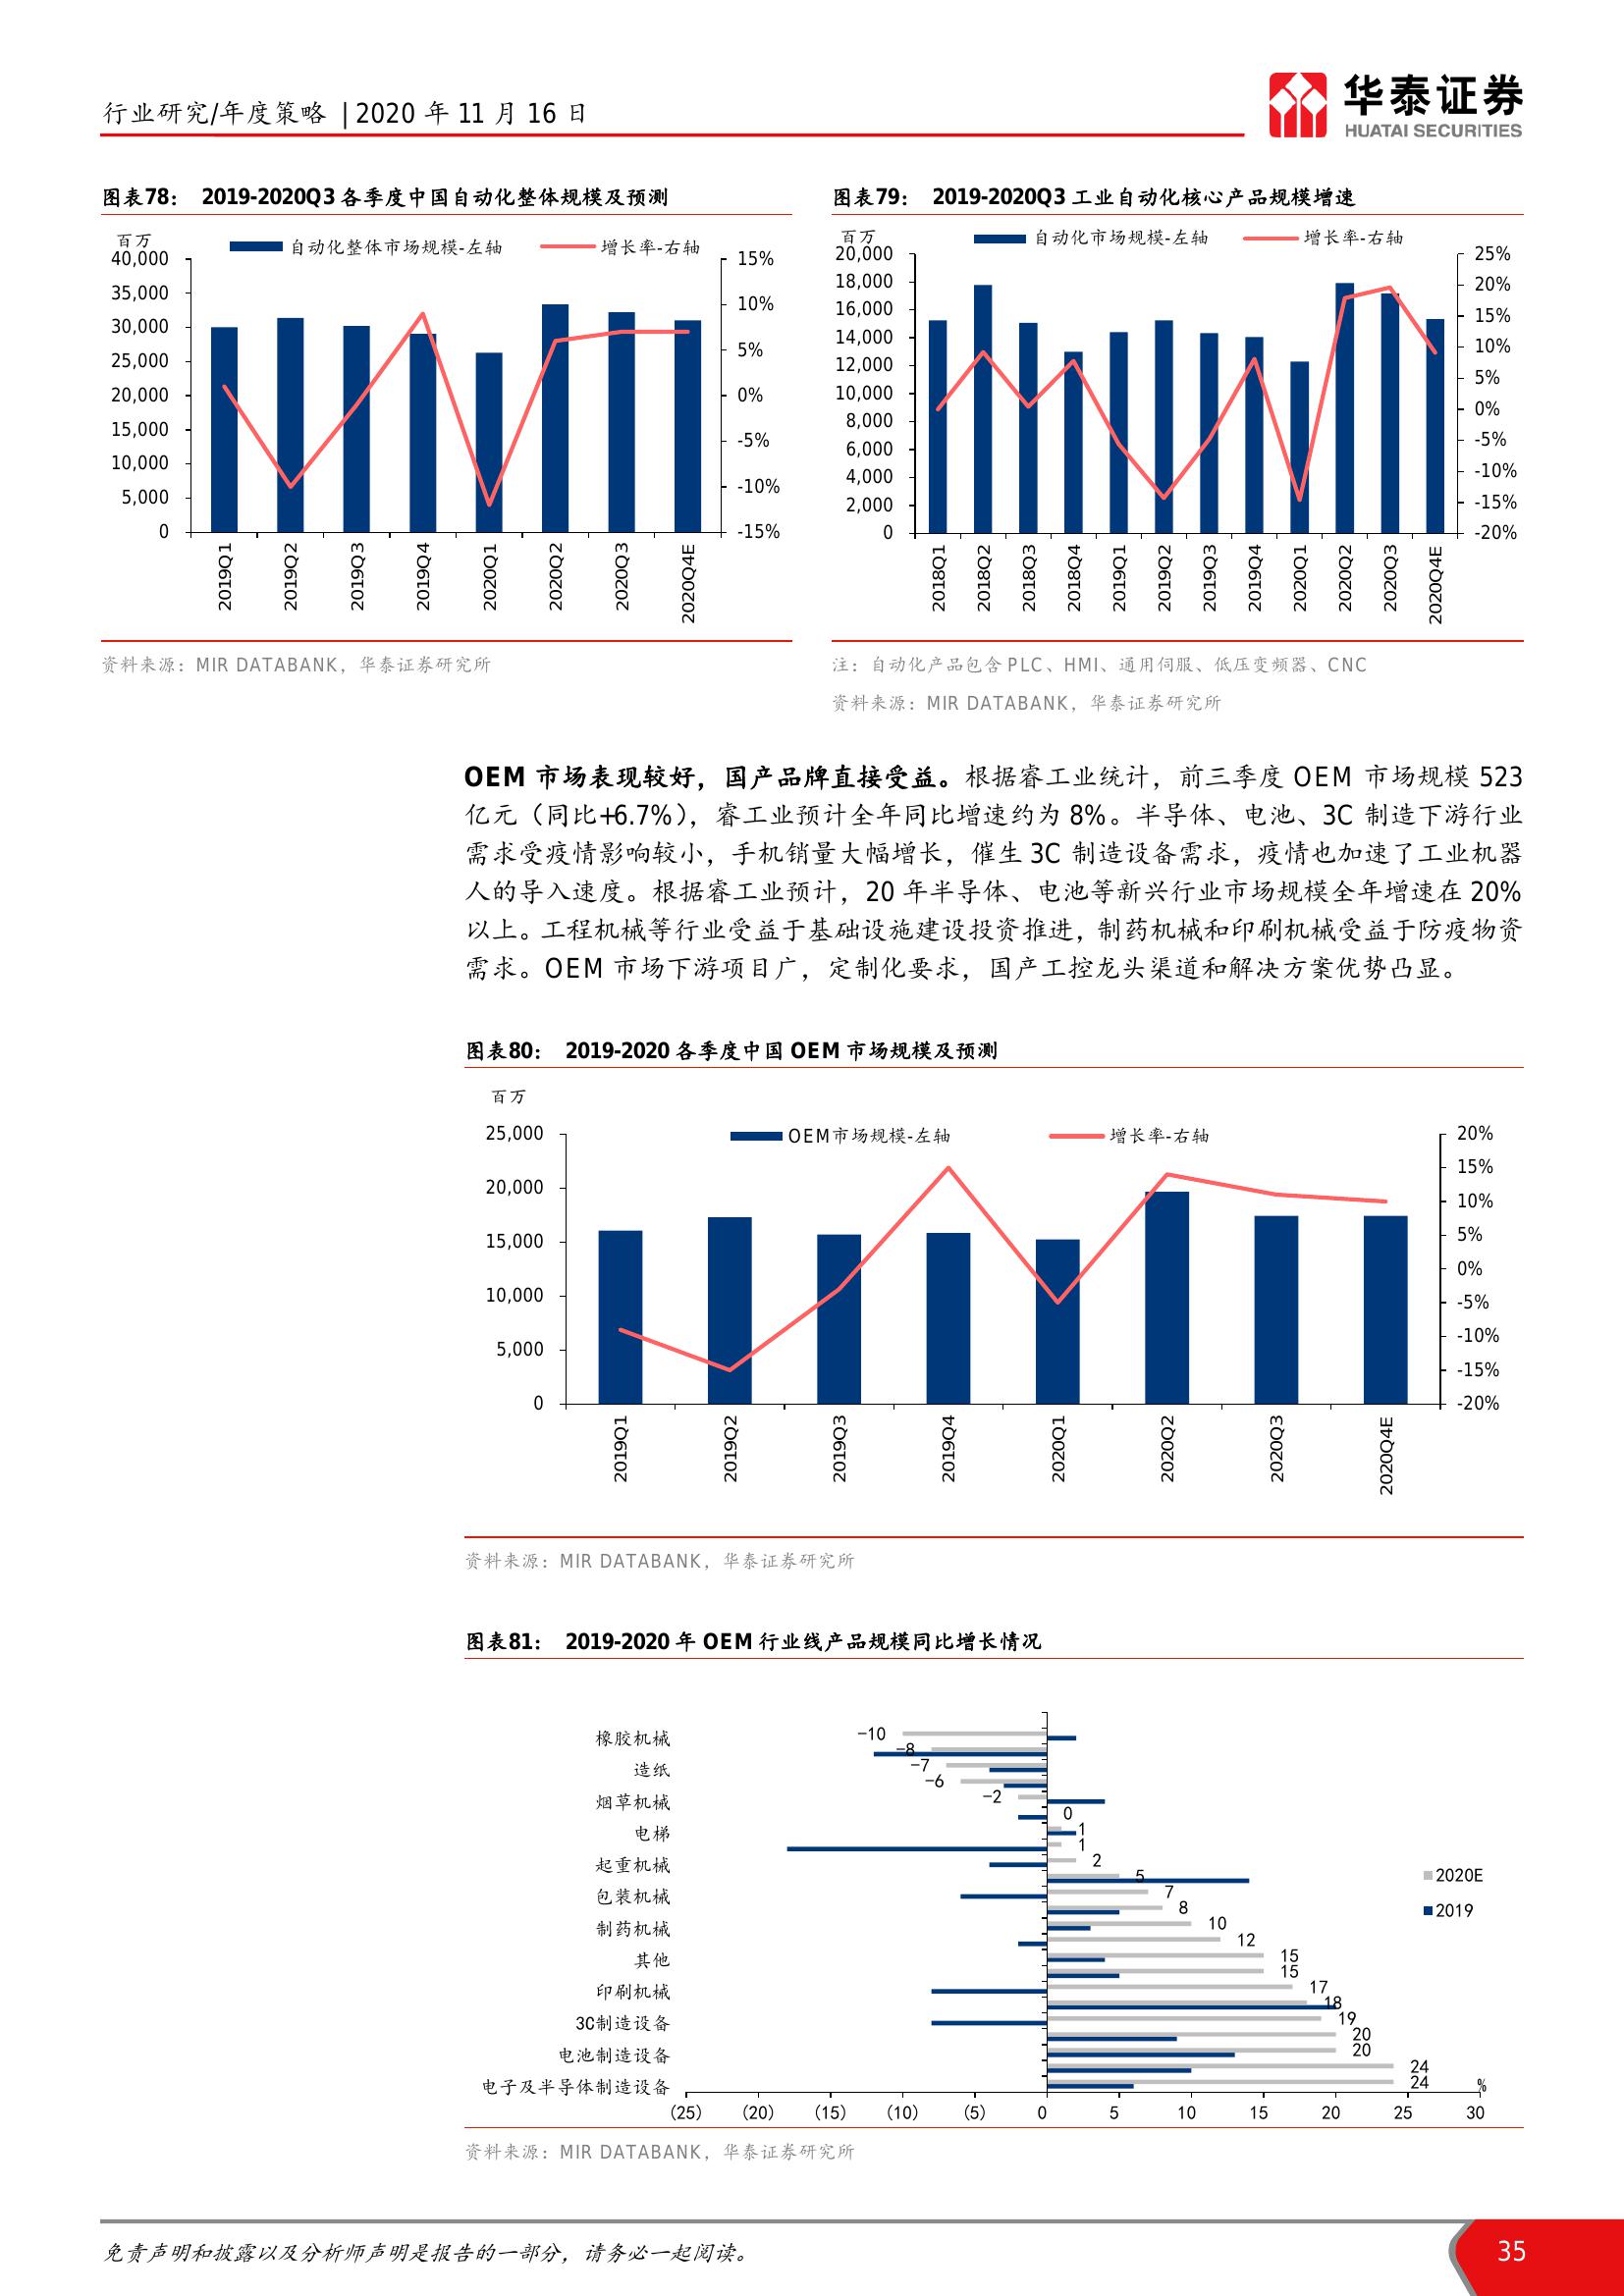 行业研究/年度策略 | 2020 年 11 月 16 日
华泰证券
HUATAI SECURITIES
图表78: 2019-2020Q3 各季度中国自动化整体规模及预测
百万
自动化整体市场规模-左轴
增长率-右轴
40,000
35,000
30,000
25,000
20,000
15,000
10,000
5,000
0
15%
10%
5%
0%
-5%
-10%
-15%
2019Q1
2019Q2
2019Q3
2019Q4
2020Q1
2020Q2
2020Q3
2020Q4E
资料来源：MIR DATABANK，华泰证券研究所
图表79: 2019-2020Q3 工业自动化核心产品规模增速
百万
自动化市场规模-左轴
增长率-右轴
20,000
18,000
16,000
14,000
12,000
10,000
8,000
6,000
4,000
2,000
0
25%
20%
15%
10%
5%
0%
-5%
-10%
-15%
-20%
2018Q1
2018Q2
2018Q3
2018Q4
2019Q1
2019Q2
2019Q3
2019Q4
2020Q1
2020Q2
2020Q3
2020Q4E
注：自动化产品包含 PLC、HMI、通用伺服、低压变频器、CNC
资料来源：MIR DATABANK，华泰证券研究所
OEM 市场表现较好，国产品牌直接受益。根据睿工业统计，前三季度 OEM 市场规模 523
亿元（同比+6.7%），睿工业预计全年同比增速约为 8%。半导体、电池、3C 制造下游行业
需求受疫情影响较小，手机销量大幅增长，催生 3C 制造设备需求，疫情也加速了工业机器
人的导入速度。根据睿工业预计，20 年半导体、电池等新兴行业市场规模全年增速在 20%
以上。工程机械等行业受益于基础设施建设投资推进，制药机械和印刷机械受益于防疫物资
需求。OEM 市场下游项目广，定制化要求，国产工控龙头渠道和解决方案优势凸显。
图表80: 2019-2020 各季度中国 OEM 市场规模及预测
百万
OEM市场规模-左轴
增长率-右轴
25,000
20,000
15,000
10,000
5,000
0
20%
15%
10%
5%
0%
-5%
-10%
-15%
-20%
2019Q1
2019Q2
2019Q3
2019Q4
2020Q1
2020Q2
2020Q3
2020Q4E
资料来源：MIR DATABANK，华泰证券研究所
图表81: 2019-2020 年 OEM 行业线产品规模同比增长情况
橡胶机械
造纸
烟草机械
电梯
起重机械
包装机械
制药机械
其他
印刷机械
3C制造设备
电池制造设备
电子及半导体制造设备
−10
−8
−7
−6
−2
0
1
1
2
5
7
8
10
12
15
15
17
18
19
20
20
24
24
2020E
2019
%
(25) (20) (15) (10) (5) 0 5 10 15 20 25 30
资料来源：MIR DATABANK，华泰证券研究所
免责声明和披露以及分析师声明是报告的一部分，请务必一起阅读。
35